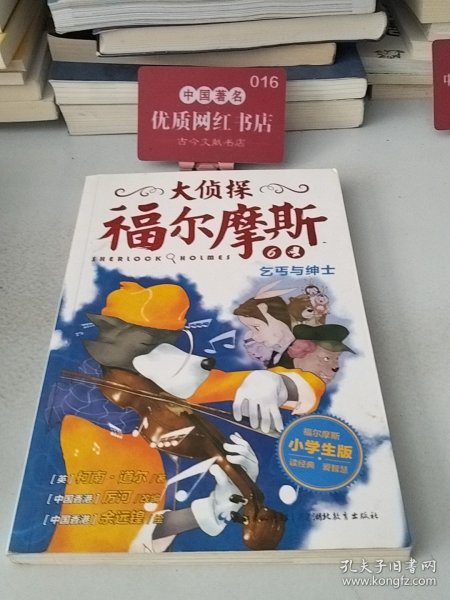 016
中国著名
优质网红书店
古今文献书店
大侦探
福尔摩斯
SHERLOCK HOLMES
6
乞丐与绅士
福尔摩斯
小学生版
读经典 爱智慧
[英] 柯南·道尔 著
[中国香港] 厉河 改编
[中国香港] 余远锽 绘
湖北教育出版社
孔夫子旧书网
www.kongfz.com